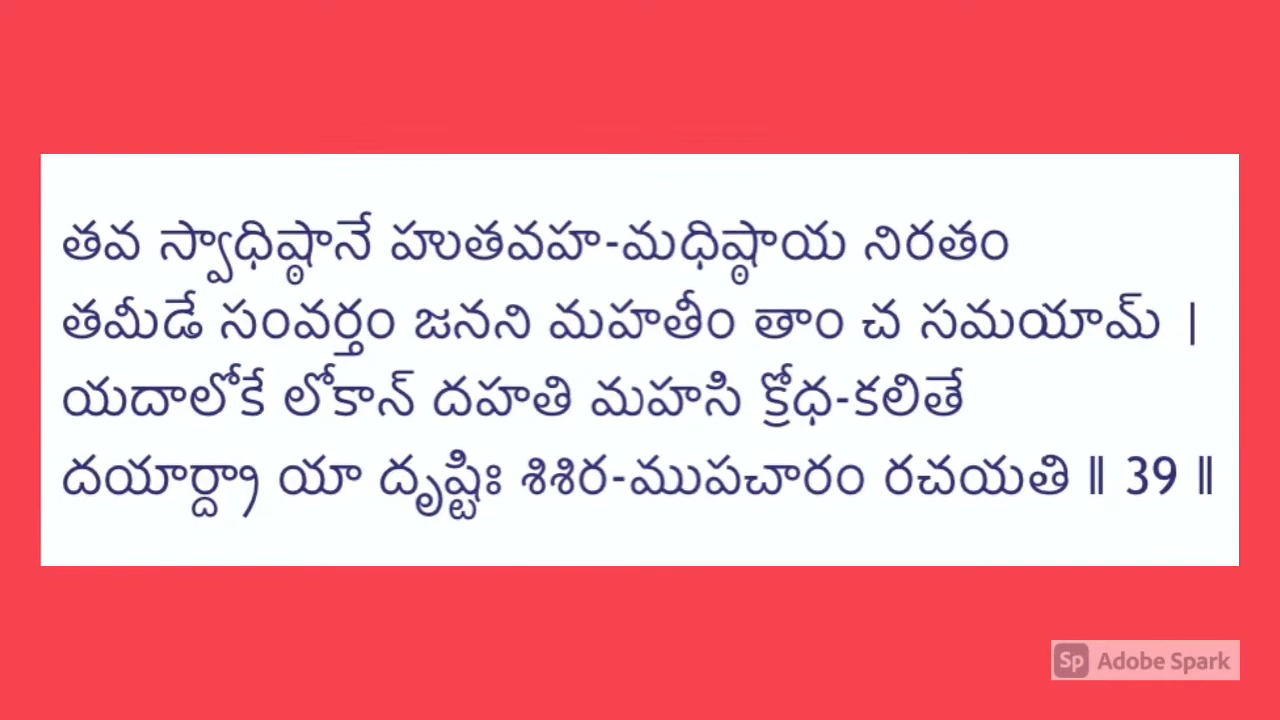 తవ స్వాధిష్ఠానే హుతవహ-మధిష్ఠాయ నిరతం
తమీడే సంవర్తం జనని మహతీం తాం చ సమయామ్ |
యదాలోకే లోకాన్ దహతి మహసి క్రోధ-కలితే
దయార్ద్రా యా దృష్టిః శిశిర-ముపచారం రచయతి ‖ 39 ‖
Sp Adobe Spark